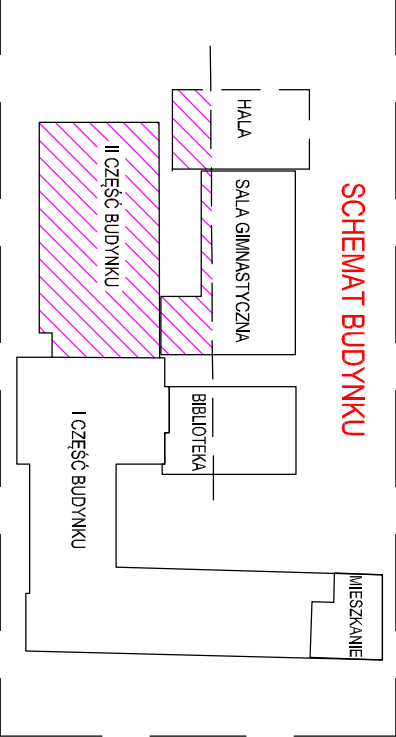 SCHEMAT BUDYNKU
HALA
SALA GIMNASTYCZNA
BIBLIOTEKA
MIESZKANIE
II CZĘŚĆ BUDYNKU
I CZĘŚĆ BUDYNKU